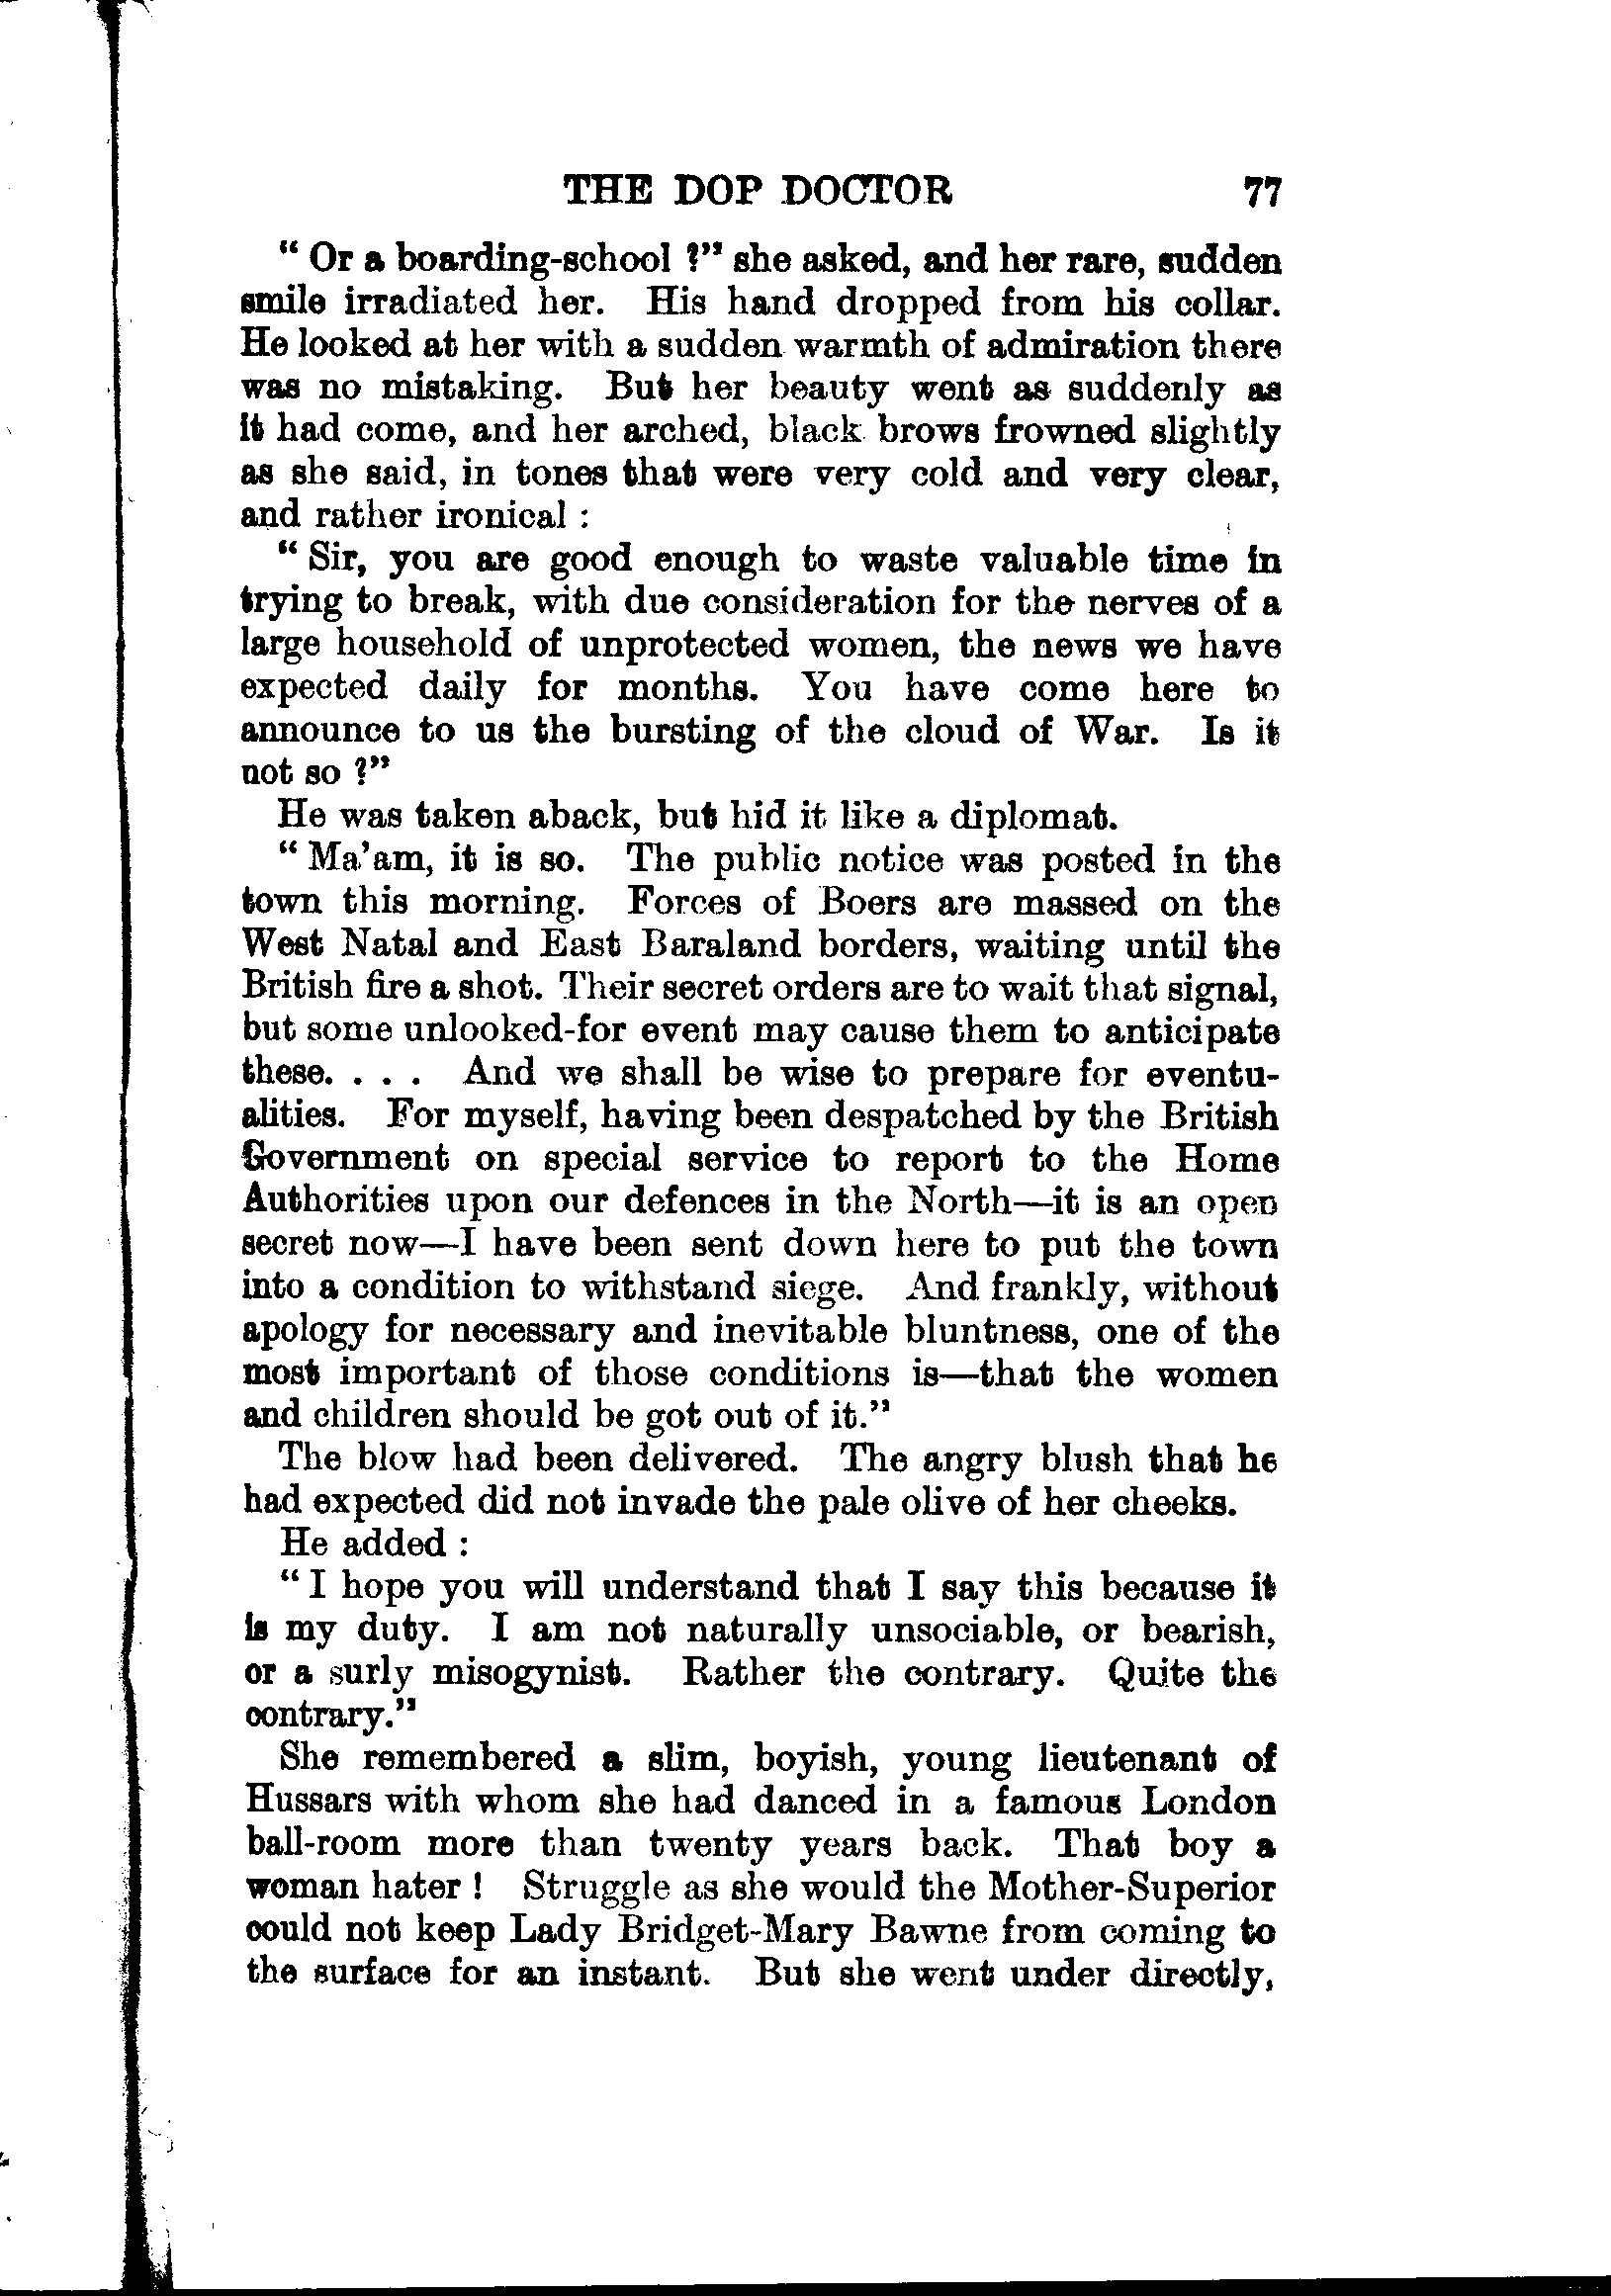 THE DOP DOCTOR 77
" Or a boarding-school ?" she asked, and her rare, sudden
smile irradiated her. His hand dropped from his collar.
He looked at her with a sudden warmth of admiration there
was no mistaking. But her beauty went as suddenly as
it had come, and her arched, black brows frowned slightly
as she said, in tones that were very cold and very clear,
and rather ironical :
" Sir, you are good enough to waste valuable time in
trying to break, with due consideration for the nerves of a
large household of unprotected women, the news we have
expected daily for months. You have come here to
announce to us the bursting of the cloud of War. Is it
not so ?"
He was taken aback, but hid it like a diplomat.
" Ma'am, it is so. The public notice was posted in the
town this morning. Forces of Boers are massed on the
West Natal and East Baraland borders, waiting until the
British fire a shot. Their secret orders are to wait that signal,
but some unlooked-for event may cause them to anticipate
these. . . . And we shall be wise to prepare for eventu-
alities. For myself, having been despatched by the British
Government on special service to report to the Home
Authorities upon our defences in the North—it is an open
secret now—I have been sent down here to put the town
into a condition to withstand siege. And frankly, without
apology for necessary and inevitable bluntness, one of the
most important of those conditions is—that the women
and children should be got out of it."
The blow had been delivered. The angry blush that he
had expected did not invade the pale olive of her cheeks.
He added :
" I hope you will understand that I say this because it
is my duty. I am not naturally unsociable, or bearish,
or a surly misogynist. Rather the contrary. Quite the
contrary."
She remembered a slim, boyish, young lieutenant of
Hussars with whom she had danced in a famous London
ball-room more than twenty years back. That boy a
woman hater ! Struggle as she would the Mother-Superior
could not keep Lady Bridget-Mary Bawne from coming to
the surface for an instant. But she went under directly,